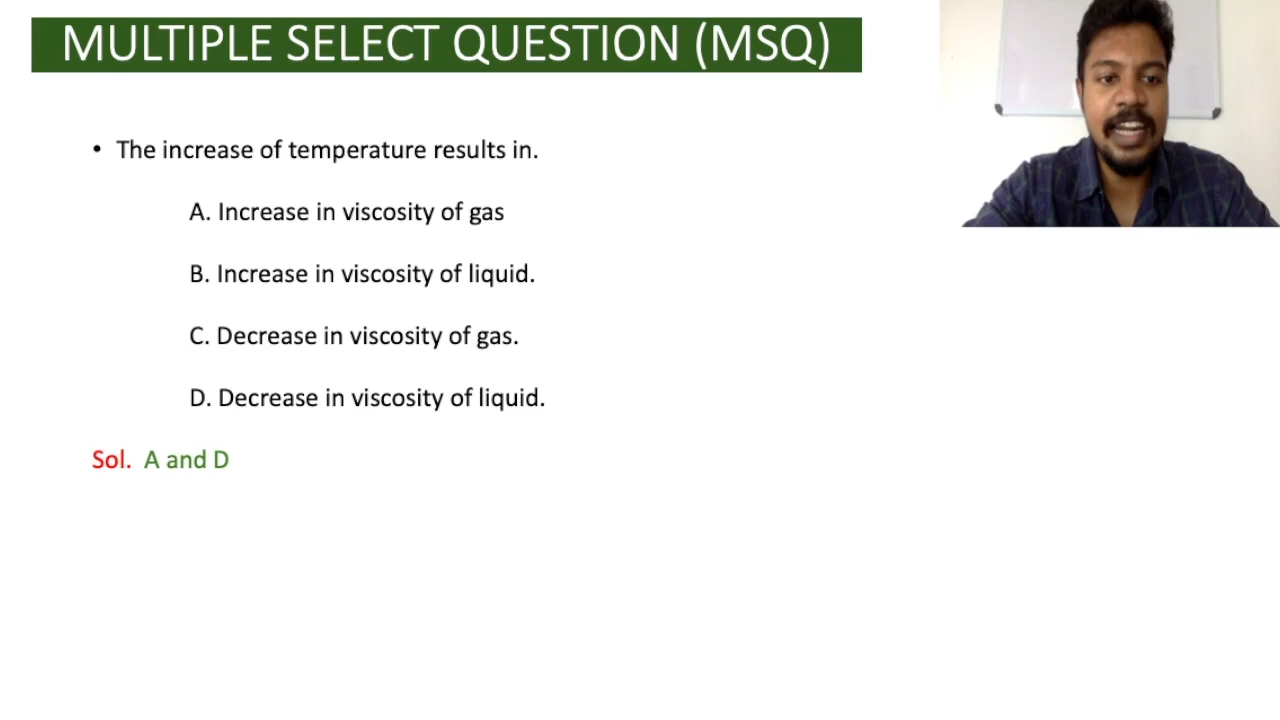 MULTIPLE SELECT QUESTION (MSQ)
• The increase of temperature results in.
A. Increase in viscosity of gas
B. Increase in viscosity of liquid.
C. Decrease in viscosity of gas.
D. Decrease in viscosity of liquid.
Sol. A and D